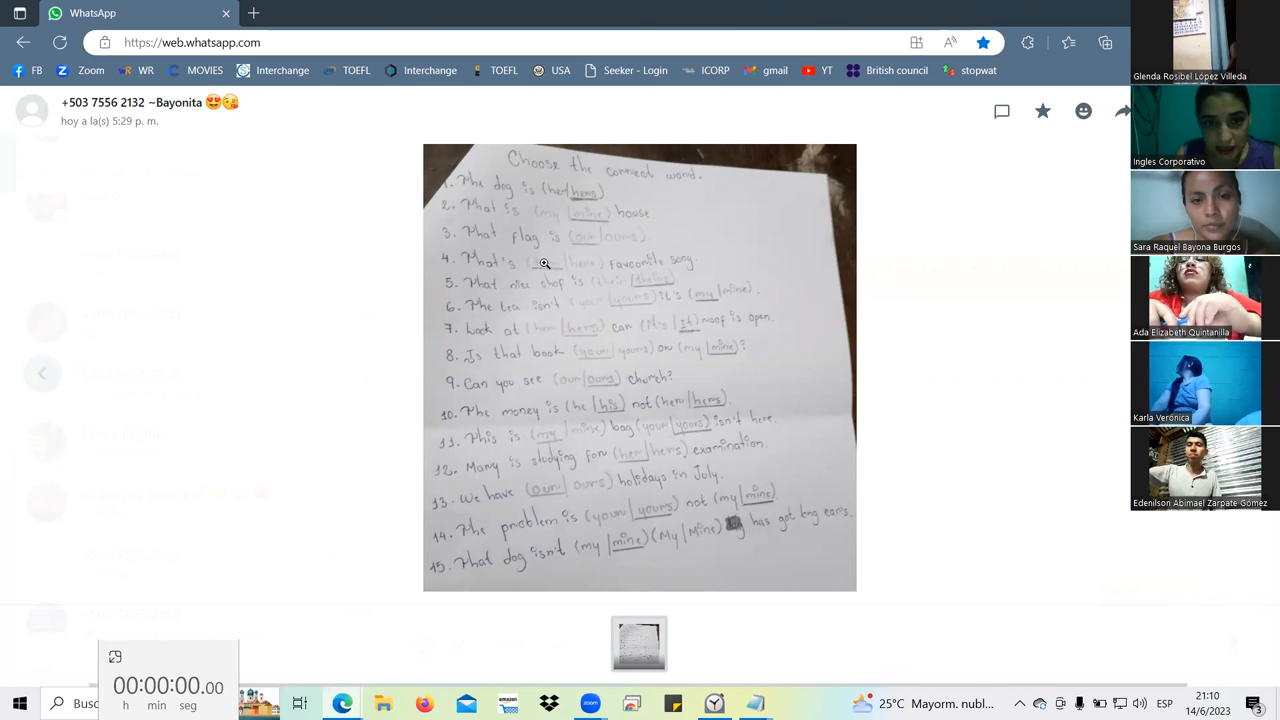 WhatsApp
https://web.whatsapp.com
FB Zoom WR MOVIES Interchange TOEFL Interchange TOEFL USA Seeker - Login ICORP gmail YT British council stopwat
+503 7556 2132 ~Bayonita 😍😘
hoy a la(s) 5:29 p. m.
Choose the correct word.
1. The dog is (her/hers)
2. That is (my/mine) house
3. That flag is (our/ours).
4. That's /hers) favourite song.
5. That nice shop is (their/theirs)
6. The tea isn't (your/yours) it's (my/mine).
7. Look at (her/hers) car (It's/It) roof is open.
8. Is that book (your/yours) or (my/mine)?
9. Can you see (our/ours) church?
10. The money is (he/his) not (her/hers).
11. This is (my/mine) bag (your/yours) isn't here.
12. Mary is studying for (her/hers) examination.
13. We have (our/ours) holidays in July.
14. The problem is (your/yours) not (my/mine)
15. That dog isn't (my/mine) (My/Mine) has got long ears.
Glenda Rosibel López Villeda
Ingles Corporativo
Sara Raquel Bayona Burgos
Ada Elizabeth Quintanilla
Karla Verónica
Edenilson Abimael Zarpate Gómez
00:00:00.00
h min seg
Busc
amazon
zoom
25°C Mayorm. nubl...
ESP
21:10
14/6/2023
3